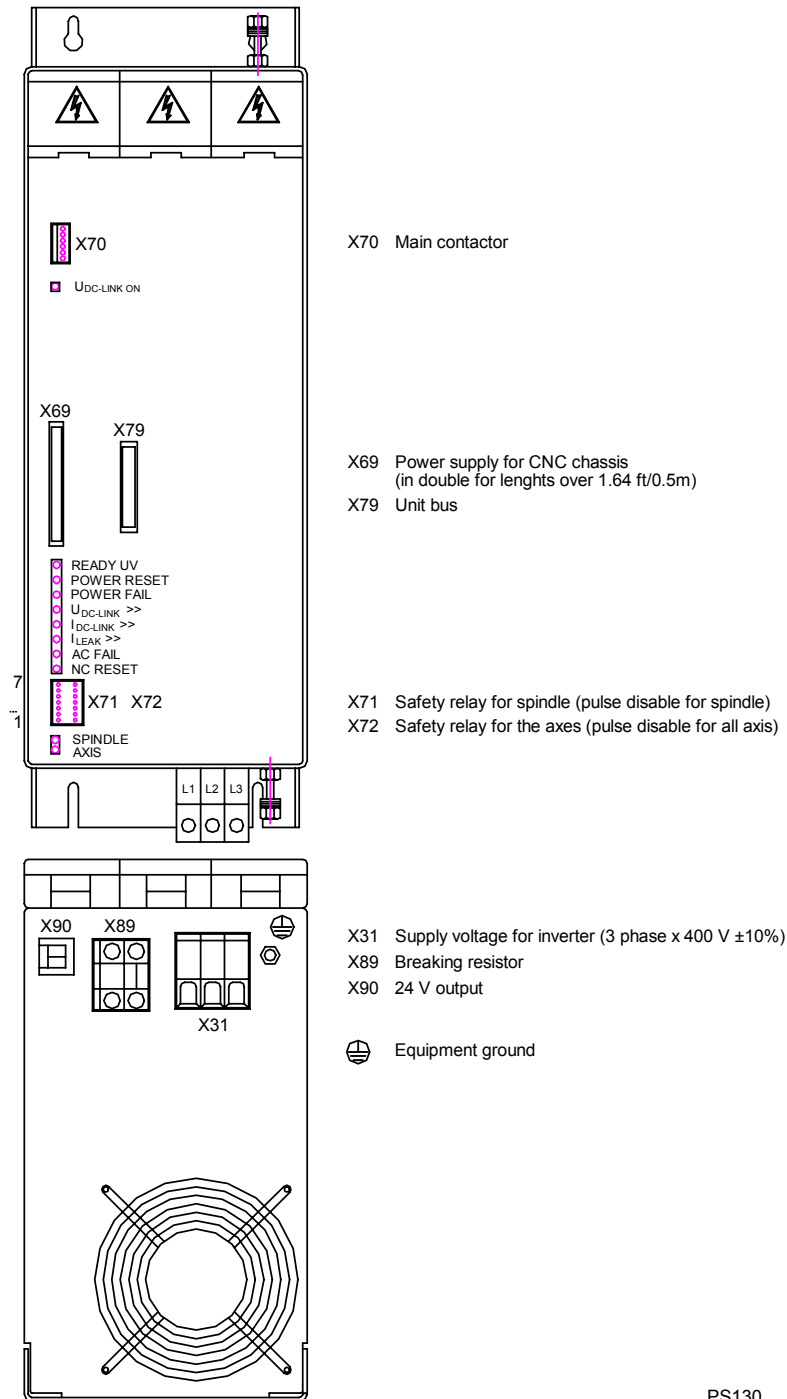 X70
X70 Main contactor
UDC-LINK ON
X69
X79
X69 Power supply for CNC chassis
(in double for lenghts over 1.64 ft/0.5m)
X79 Unit bus
READY UV
POWER RESET
POWER FAIL
UDC-LINK >>
IDC-LINK >>
ILEAK >>
AC FAIL
NC RESET
7
...
1
X71 X72
X71 Safety relay for spindle (pulse disable for spindle)
X72 Safety relay for the axes (pulse disable for all axis)
SPINDLE
AXIS
L1 L2 L3
X90 X89
X31
X31 Supply voltage for inverter (3 phase x 400 V ±10%)
X89 Breaking resistor
X90 24 V output
Equipment ground
PS130